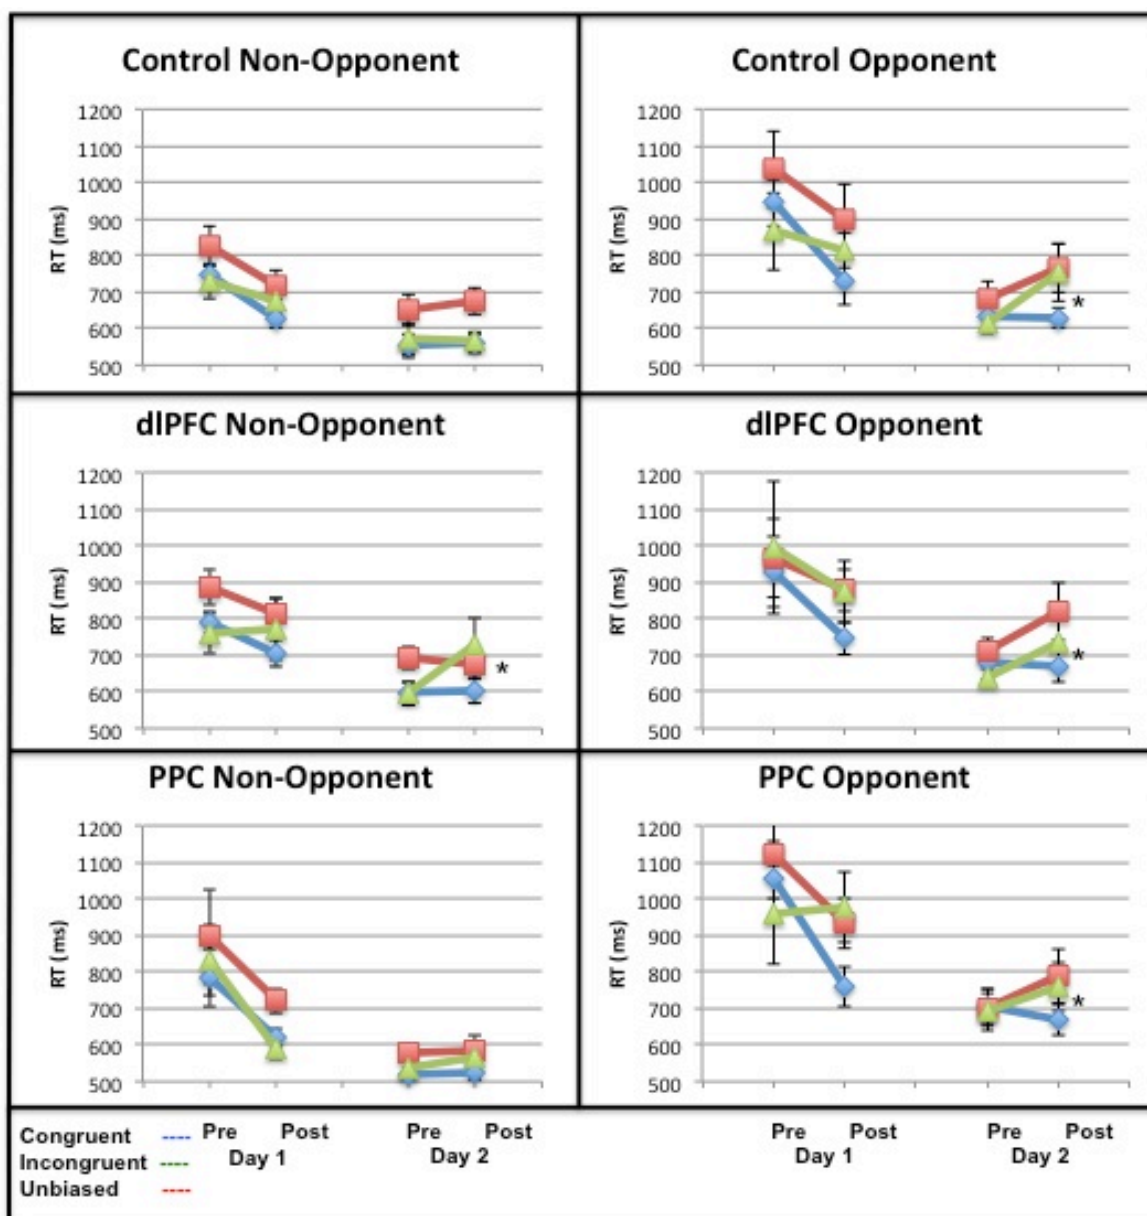 Control Non-Opponent
1200
1100
1000
900
800
700
600
500
RT (ms)
Control Opponent
1200
1100
1000
900
800
700
600
500
RT (ms)
*
dlPFC Non-Opponent
1200
1100
1000
900
800
700
600
500
RT (ms)
*
dlPFC Opponent
1200
1100
1000
900
800
700
600
500
RT (ms)
*
PPC Non-Opponent
1200
1100
1000
900
800
700
600
500
RT (ms)
PPC Opponent
1200
1100
1000
900
800
700
600
500
RT (ms)
*
Congruent ----
Incongruent ----
Unbiased ----
Pre Post Pre Post
Day 1 Day 2
Pre Post Pre Post
Day 1 Day 2